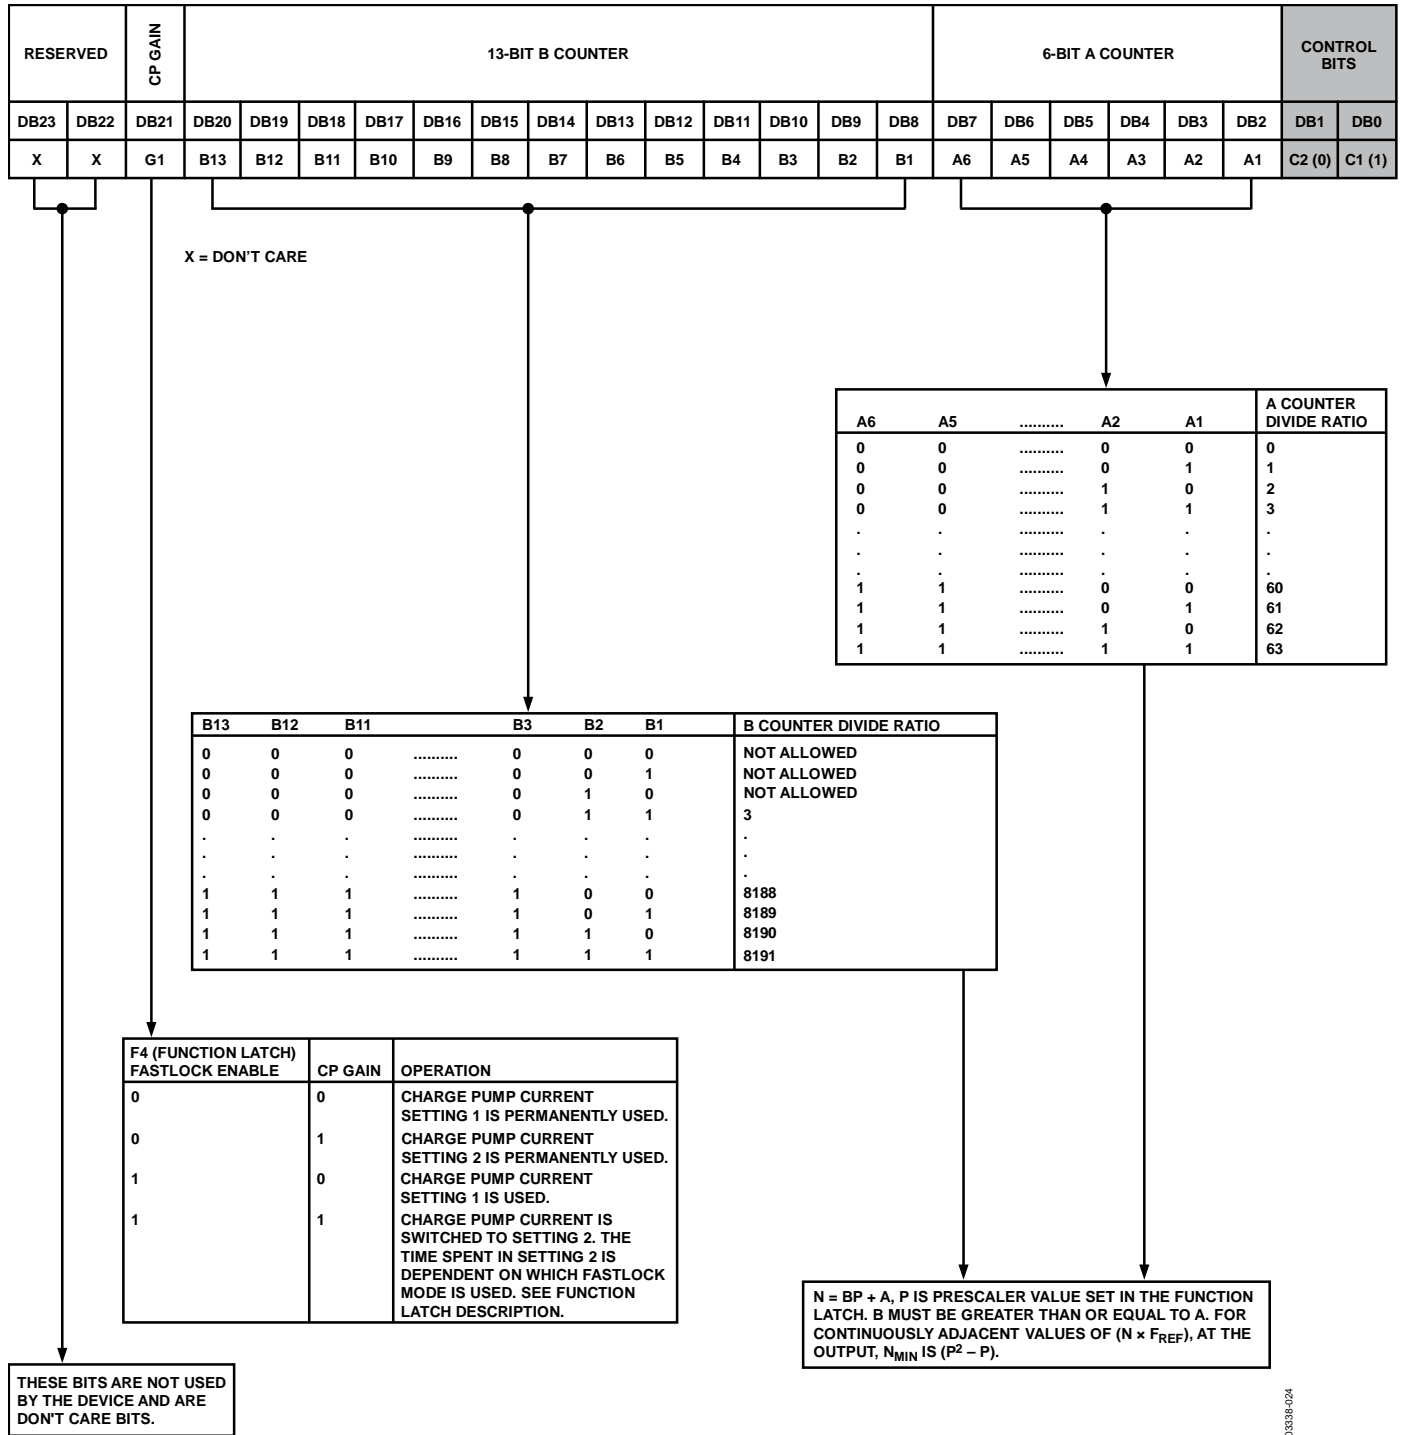 RESERVED
CP GAIN
13-BIT B COUNTER
6-BIT A COUNTER
CONTROL
BITS
DB23 DB22 DB21 DB20 DB19 DB18 DB17 DB16 DB15 DB14 DB13 DB12 DB11 DB10 DB9 DB8 DB7 DB6 DB5 DB4 DB3 DB2 DB1 DB0
X X G1 B13 B12 B11 B10 B9 B8 B7 B6 B5 B4 B3 B2 B1 A6 A5 A4 A3 A2 A1 C2 (0) C1 (1)
X = DON'T CARE
A6 A5 .......... A2 A1 A COUNTER
DIVIDE RATIO
0 0 .......... 0 0 0
0 0 .......... 0 1 1
0 0 .......... 1 0 2
0 0 .......... 1 1 3
. . .......... . . .
. . .......... . . .
. . .......... . . .
1 1 .......... 0 0 60
1 1 .......... 0 1 61
1 1 .......... 1 0 62
1 1 .......... 1 1 63
B13 B12 B11 B3 B2 B1 B COUNTER DIVIDE RATIO
0 0 0 .......... 0 0 0 NOT ALLOWED
0 0 0 .......... 0 0 1 NOT ALLOWED
0 0 0 .......... 0 1 0 NOT ALLOWED
0 0 0 .......... 0 1 1 3
. . . .......... . . . .
. . . .......... . . . .
. . . .......... . . . .
1 1 1 .......... 1 0 0 8188
1 1 1 .......... 1 0 1 8189
1 1 1 .......... 1 1 0 8190
1 1 1 .......... 1 1 1 8191
F4 (FUNCTION LATCH)
FASTLOCK ENABLE CP GAIN OPERATION
0 0 CHARGE PUMP CURRENT
SETTING 1 IS PERMANENTLY USED.
0 1 CHARGE PUMP CURRENT
SETTING 2 IS PERMANENTLY USED.
1 0 CHARGE PUMP CURRENT
SETTING 1 IS USED.
1 1 CHARGE PUMP CURRENT IS
SWITCHED TO SETTING 2. THE
TIME SPENT IN SETTING 2 IS
DEPENDENT ON WHICH FASTLOCK
MODE IS USED. SEE FUNCTION
LATCH DESCRIPTION.
N = BP + A, P IS PRESCALER VALUE SET IN THE FUNCTION
LATCH. B MUST BE GREATER THAN OR EQUAL TO A. FOR
CONTINUOUSLY ADJACENT VALUES OF (N × FREF), AT THE
OUTPUT, NMIN IS (P² – P).
THESE BITS ARE NOT USED
BY THE DEVICE AND ARE
DON'T CARE BITS.
03338-024